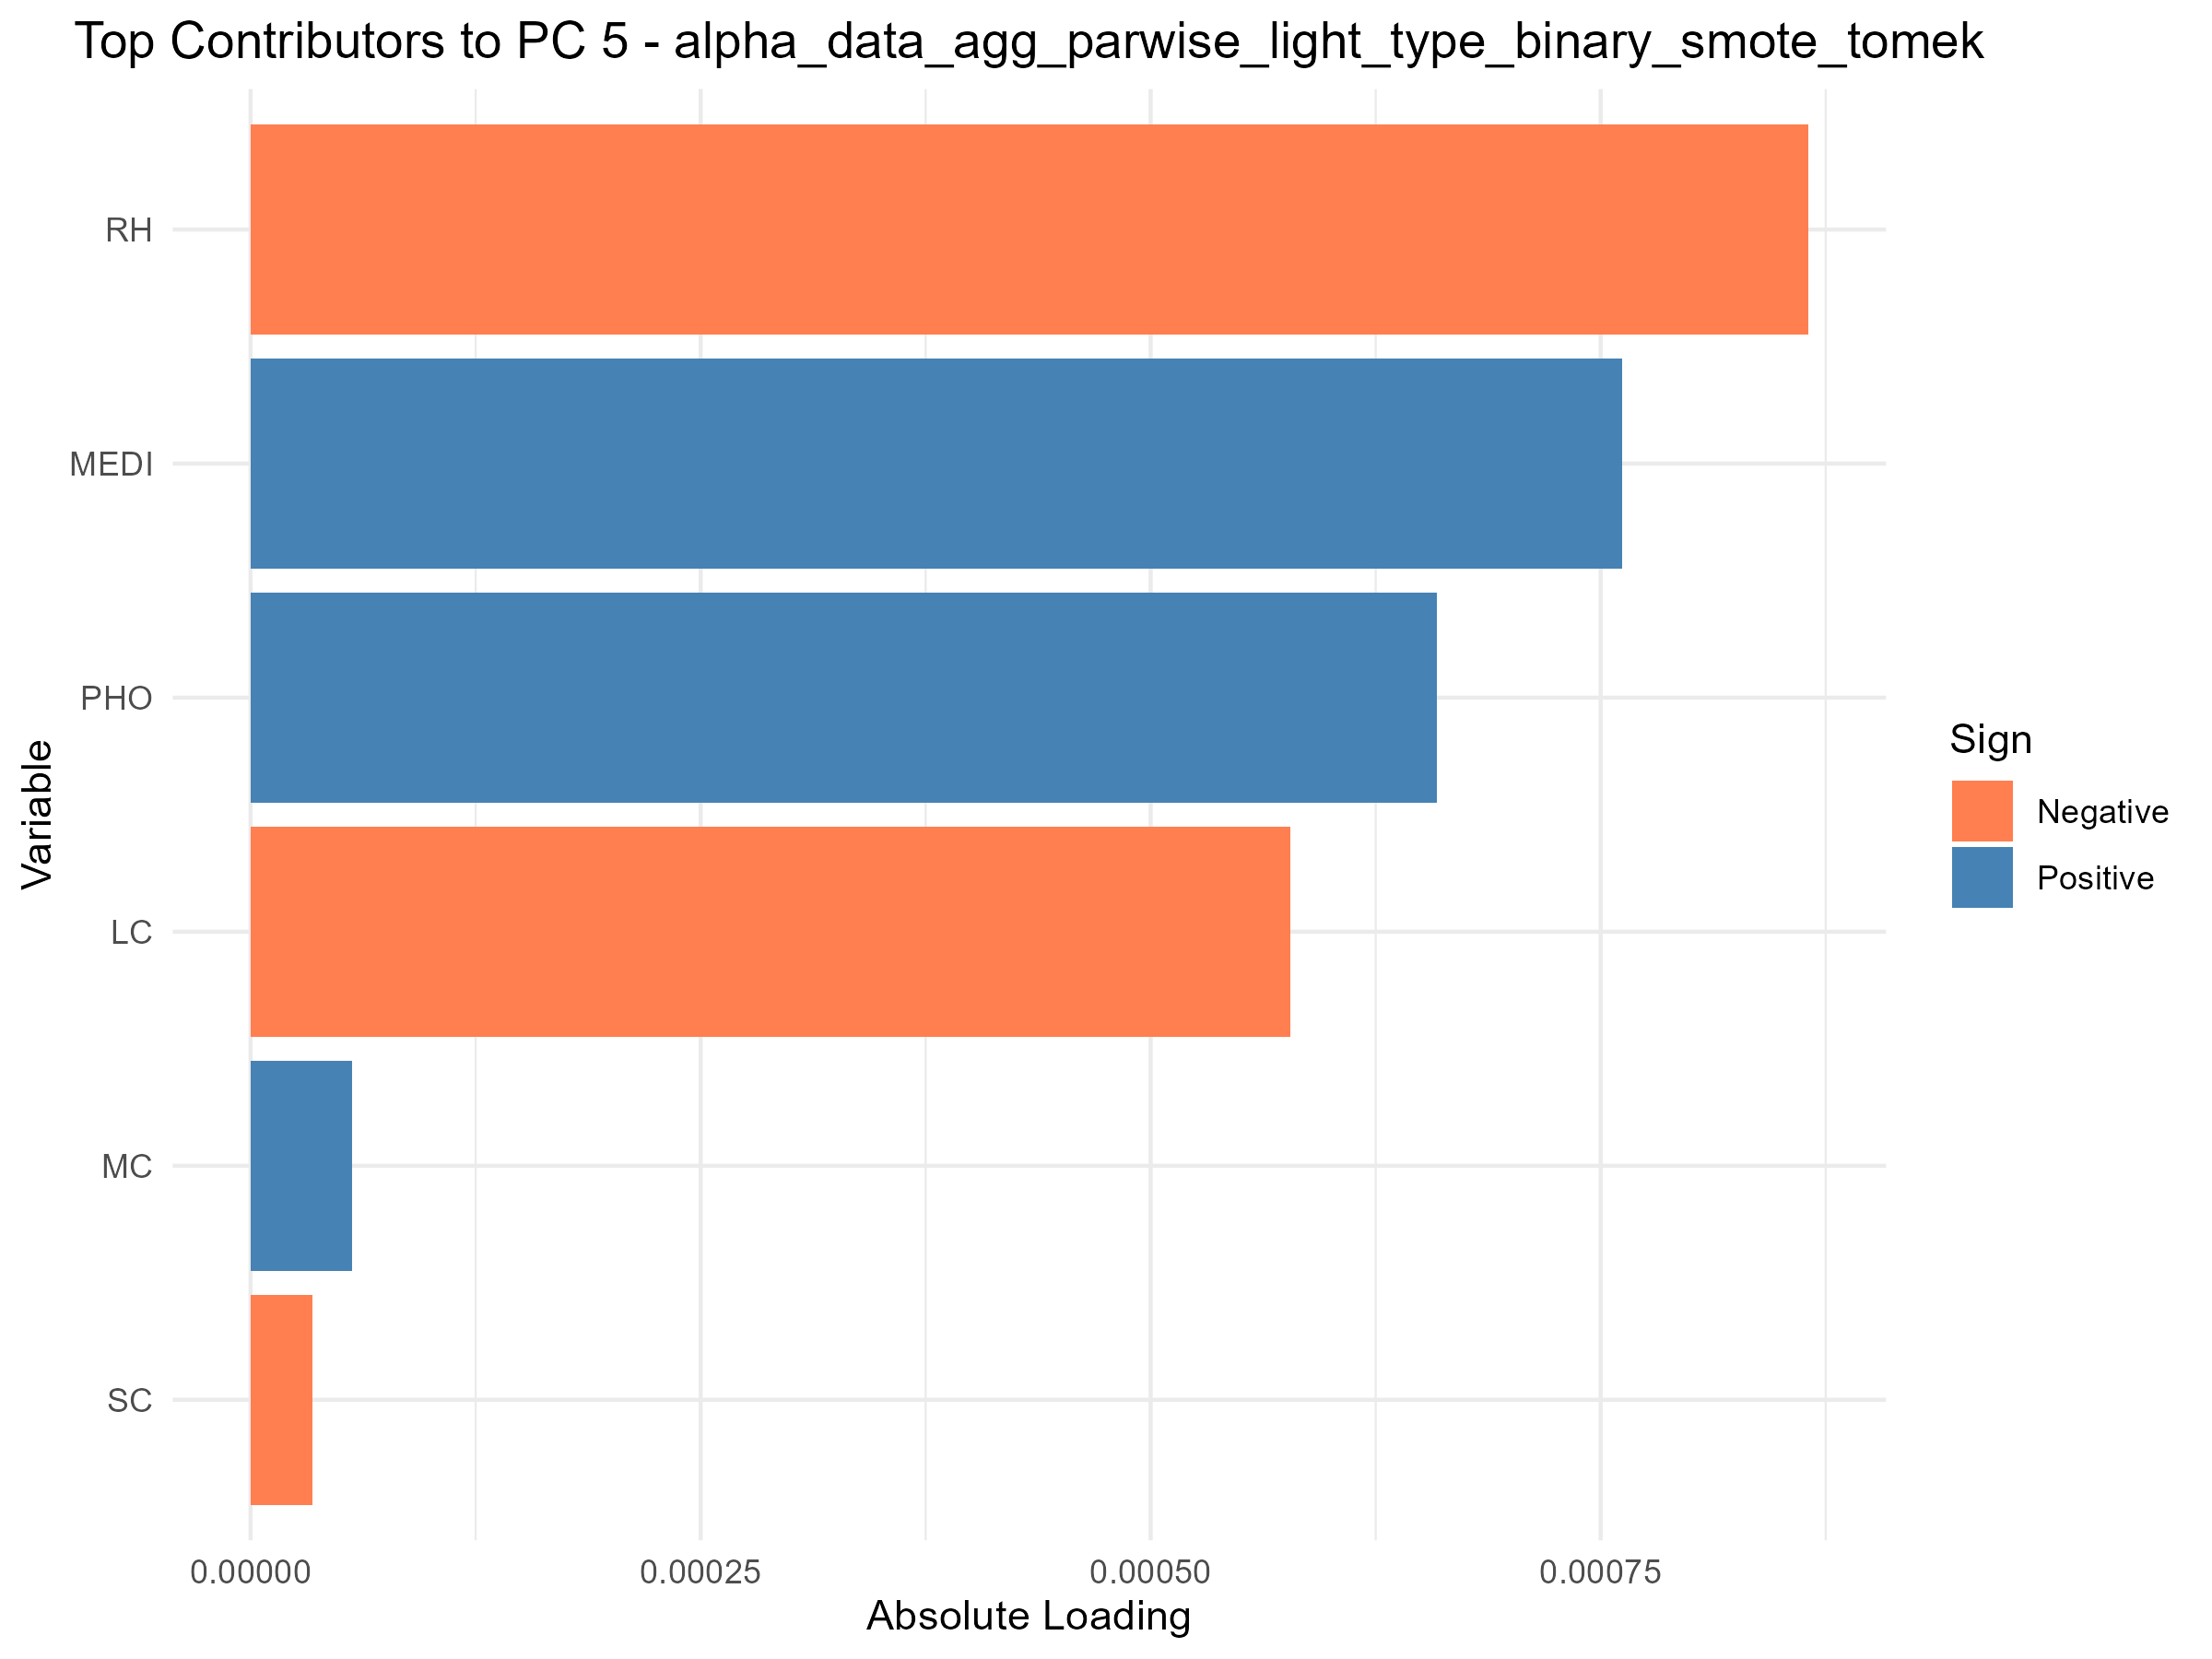 Top Contributors to PC 5 - alpha_data_agg_parwise_light_type_binary_smote_tomek
Variable
RH
MEDI
PHO
LC
MC
SC
0.00000
0.00025
0.00050
0.00075
Absolute Loading
Sign
Negative
Positive